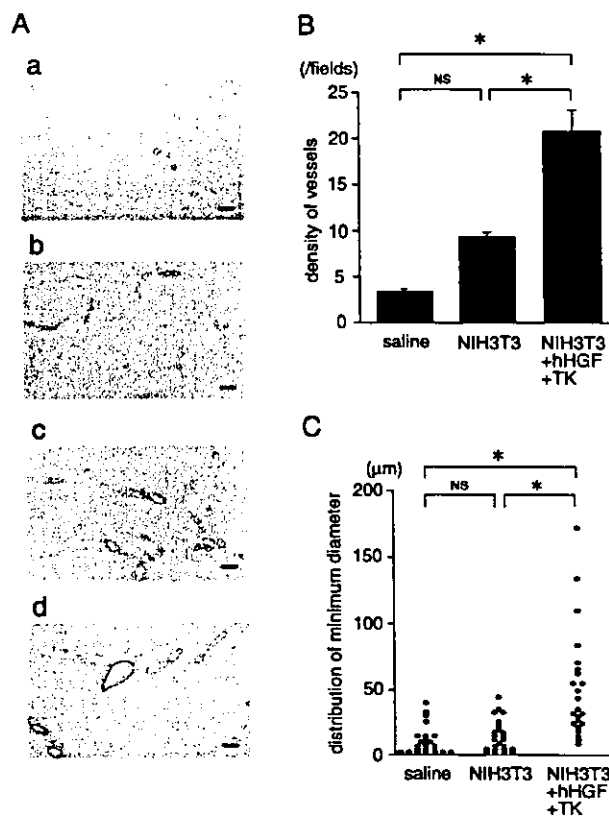 A
a
b
c
d
B
(/fields)
*
NS
*
25
20
15
10
5
0
density of vessels
saline
NIH3T3
NIH3T3
+hHGF
+TK
C
(μm)
*
NS
*
200
150
100
50
0
distribution of minimum diameter
saline
NIH3T3
NIH3T3
+hHGF
+TK